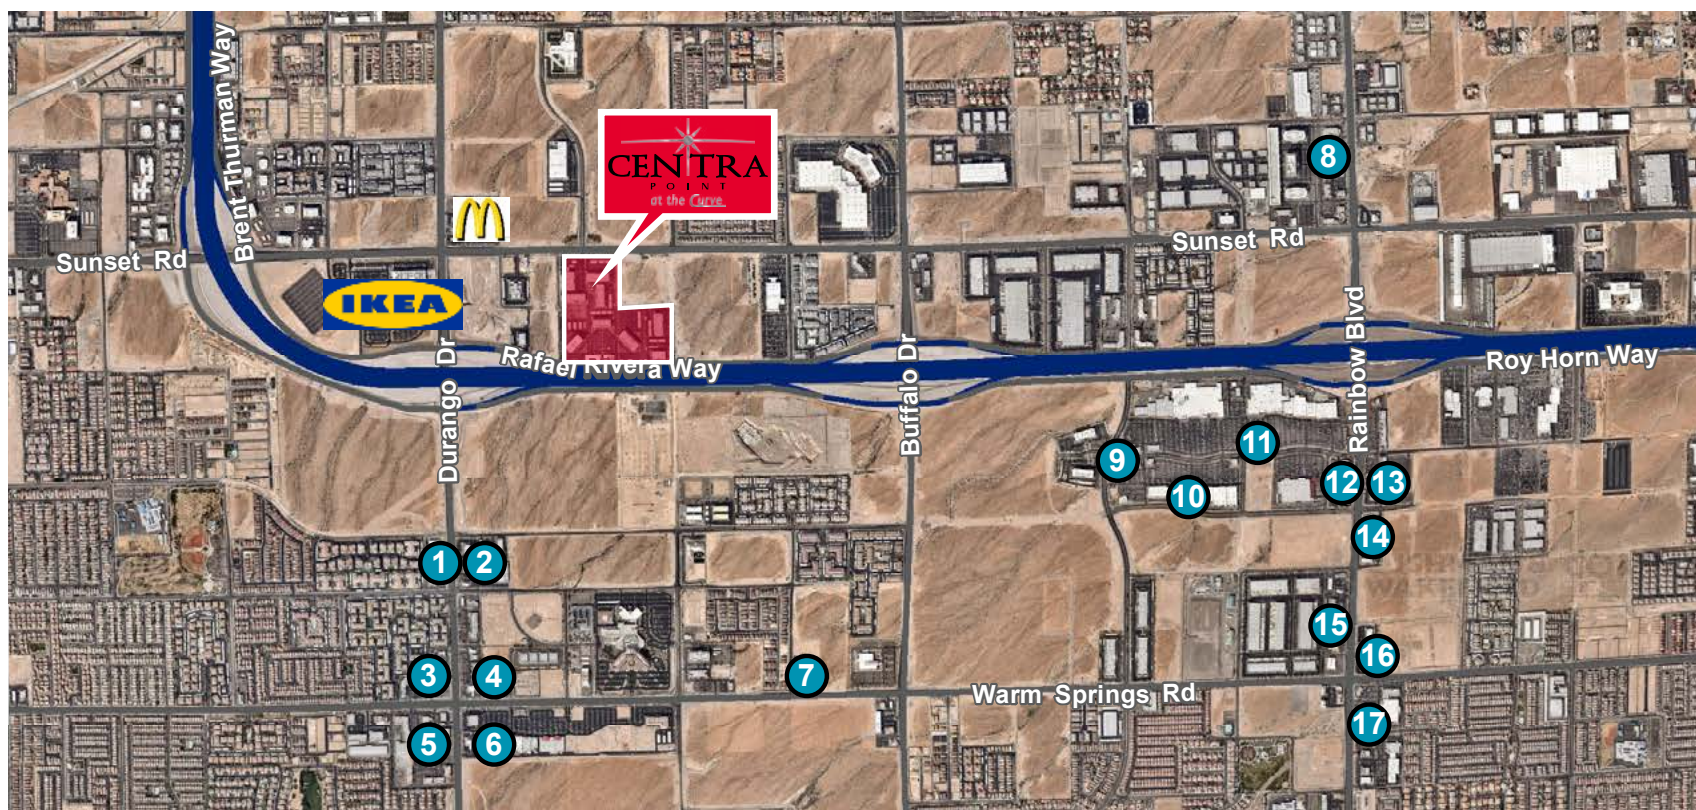 Brent Thurman Way
CENTRA
POINT
at the Curve
8
Sunset Rd
Sunset Rd
IKEA
Rafael Rivera Way
Durango Dr
Buffalo Dr
Rainbow Blvd
Roy Horn Way
9
11
10
12
13
14
1
2
15
16
3
4
7
Warm Springs Rd
17
5
6